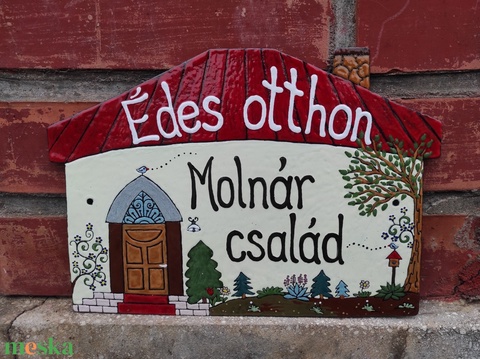 Édes otthon
Molnár
család
meska